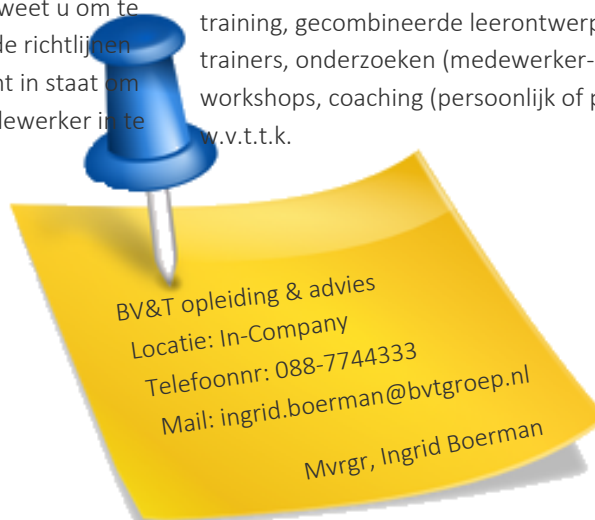 weet u om te
de richtlijnen
nt in staat om
dewerker in te
training, gecombineerde leerontwerp
trainers, onderzoeken (medewerker-
workshops, coaching (persoonlijk of p
w.v.t.t.k.
BV&T opleiding & advies
Locatie: In-Company
Telefoonnr: 088-7744333
Mail: ingrid.boerman@bvtgroep.nl
Mvrgr, Ingrid Boerman